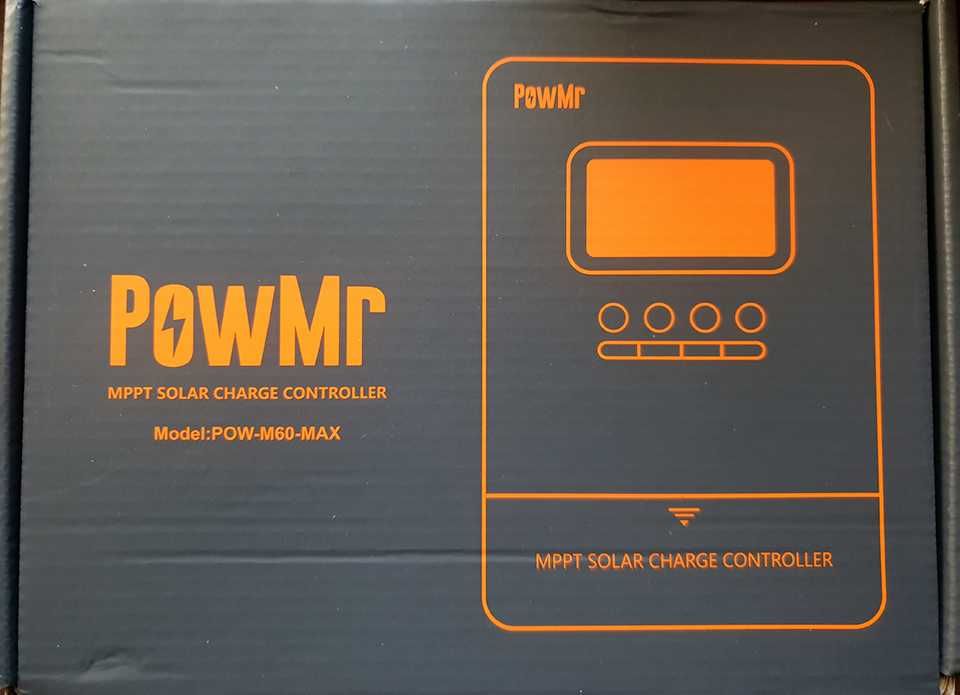 PowMr
MPPT SOLAR CHARGE CONTROLLER
Model:POW-M60-MAX
PowMr
MPPT SOLAR CHARGE CONTROLLER